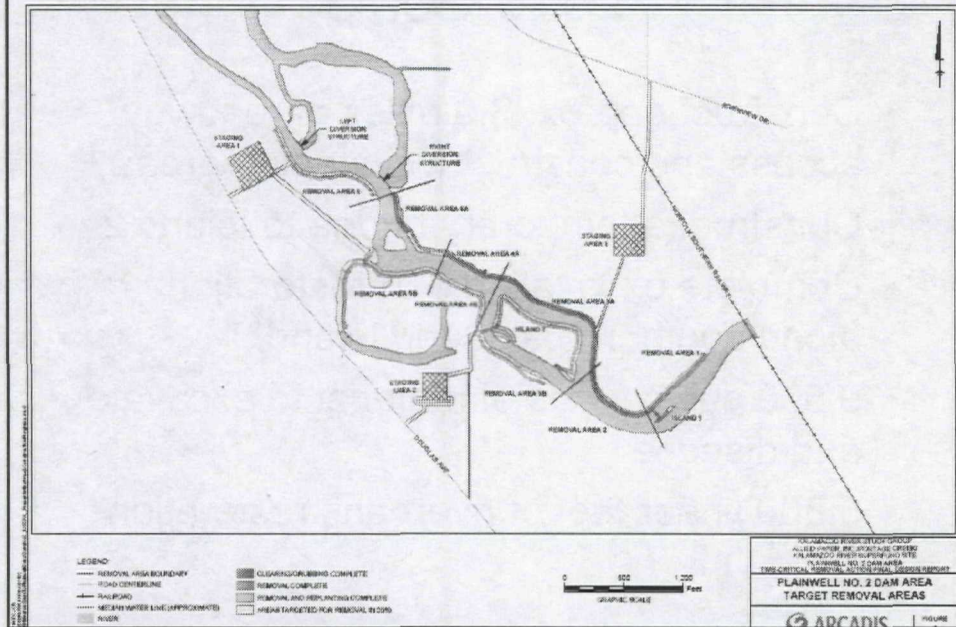 RIVERVIEW DR.
LEFT
DIVERSION
STRUCTURE
STAGING
AREA 1
RIGHT
DIVERSION
STRUCTURE
REMOVAL AREA 6A
STAGING
AREA 3
REMOVAL AREA 4A
REMOVAL AREA 5B
REMOVAL AREA 4B
REMOVAL AREA 3A
ISLAND 2
REMOVAL AREA 1
STAGING
AREA 2
REMOVAL AREA 3B
ISLAND 1
REMOVAL AREA 2
DOUGLAS AVE.
LEGEND:
REMOVAL AREA BOUNDARY
ROAD CENTERLINE
RAILROAD
MEDIAN WATER LINE (APPROXIMATE)
RIVER
CLEARING/GRUBBING COMPLETE
REMOVAL COMPLETE
REMOVAL AND REPLANTING COMPLETE
AREAS TARGETED FOR REMOVAL IN 2010
0 600 1,200
Feet
GRAPHIC SCALE
KALAMAZOO RIVER STUDY GROUP
ALLIED PAPER, INC./PORTAGE CREEK/
KALAMAZOO RIVER SUPERFUND SITE
PLAINWELL NO. 2 DAM AREA
TIME-CRITICAL REMOVAL ACTION FINAL DESIGN REPORT
PLAINWELL NO. 2 DAM AREA
TARGET REMOVAL AREAS
ARCADIS
FIGURE